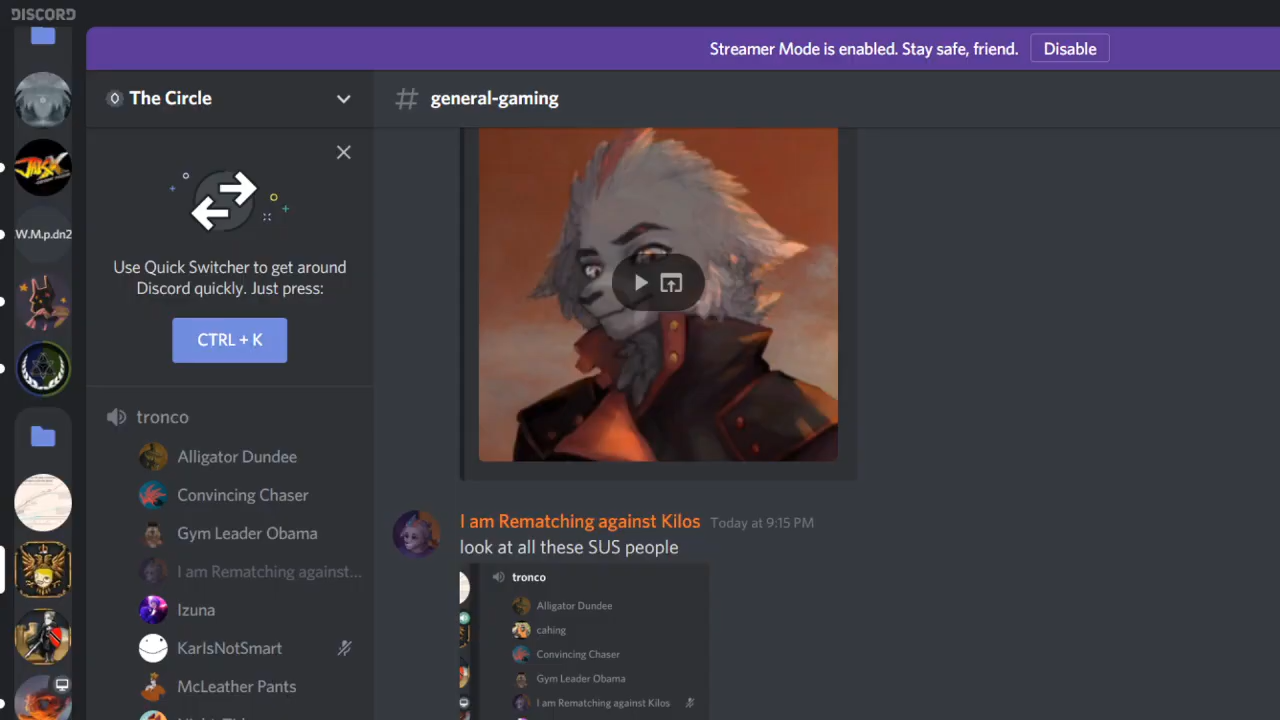 DISCORD
Streamer Mode is enabled. Stay safe, friend.
Disable
The Circle
general-gaming
JAK X
W.M.p.dn2
Use Quick Switcher to get around
Discord quickly. Just press:
CTRL + K
tronco
Alligator Dundee
Convincing Chaser
Gym Leader Obama
I am Rematching against...
Izuna
KarlsNotSmart
McLeather Pants
I am Rematching against Kilos Today at 9:15 PM
look at all these SUS people
tronco
Alligator Dundee
cahing
Convincing Chaser
Gym Leader Obama
I am Rematching against Kilos